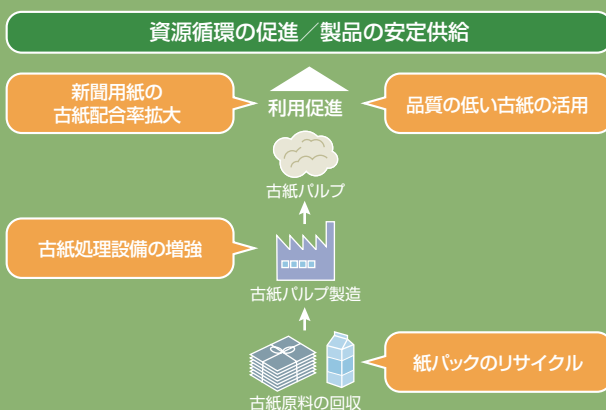 資源循環の促進／製品の安定供給
新聞用紙の
古紙配合率拡大
利用促進
品質の低い古紙の活用
古紙パルプ
古紙処理設備の増強
古紙パルプ製造
紙パックのリサイクル
古紙原料の回収